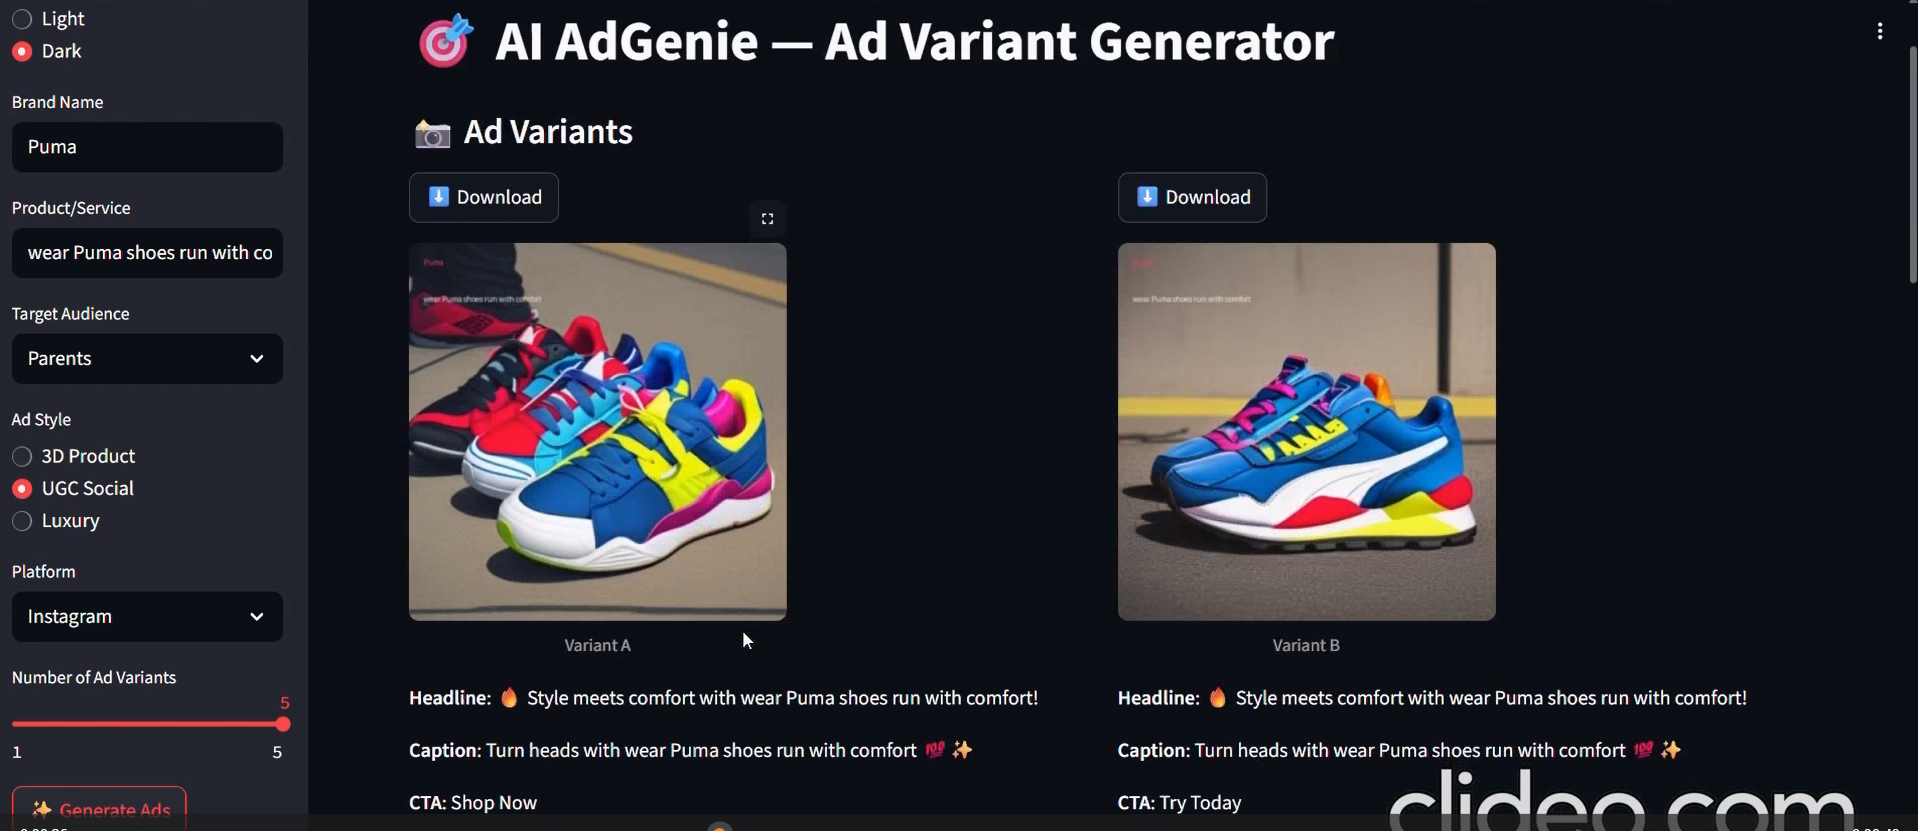 Light
Dark
Brand Name
Puma
Product/Service
wear Puma shoes run with co
Target Audience
Parents
Ad Style
3D Product
UGC Social
Luxury
Platform
Instagram
Number of Ad Variants
5
1 5
✨ Generate Ads
🎯 AI AdGenie — Ad Variant Generator
📸 Ad Variants
⬇️ Download
Puma
wear Puma shoes run with comfort
Variant A
Headline: 🔥 Style meets comfort with wear Puma shoes run with comfort!
Caption: Turn heads with wear Puma shoes run with comfort 💯 ✨
CTA: Shop Now
⬇️ Download
wear Puma shoes run with comfort
Variant B
Headline: 🔥 Style meets comfort with wear Puma shoes run with comfort!
Caption: Turn heads with wear Puma shoes run with comfort 💯 ✨
CTA: Try Today
clideo.com